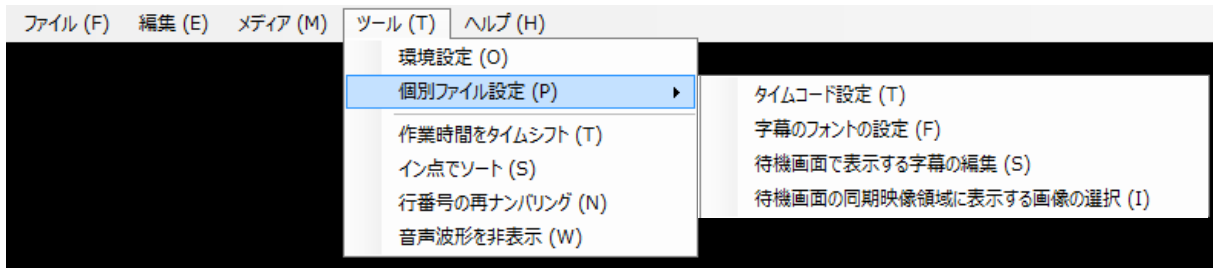 ファイル (F) 編集 (E) メディア (M) ツール (T) ヘルプ (H)
環境設定 (O)
個別ファイル設定 (P)
作業時間をタイムシフト (T)
イン点でソート (S)
行番号の再ナンバリング (N)
音声波形を非表示 (W)
タイムコード設定 (T)
字幕のフォントの設定 (F)
待機画面で表示する字幕の編集 (S)
待機画面の同期映像領域に表示する画像の選択 (I)